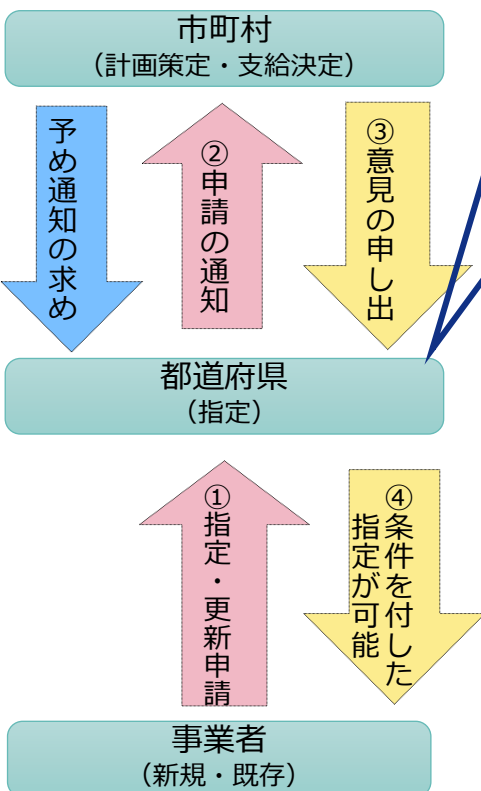 市町村
（計画策定・支給決定）
予め通知の求め
②申請の通知
③意見の申し出
都道府県
（指定）
①指定・更新申請
④条件を付した
指定が可能
事業者
（新規・既存）